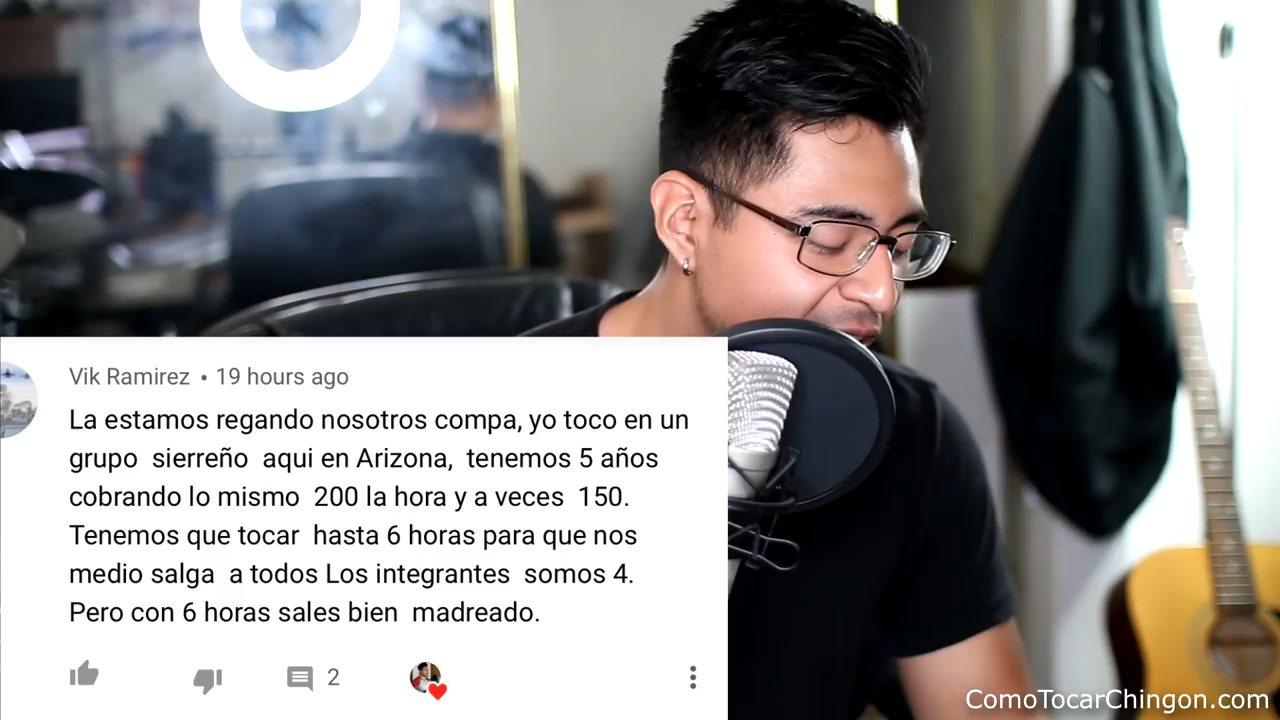 Vik Ramirez • 19 hours ago
La estamos regando nosotros compa, yo toco en un
grupo sierreño aqui en Arizona, tenemos 5 años
cobrando lo mismo 200 la hora y a veces 150.
Tenemos que tocar hasta 6 horas para que nos
medio salga a todos Los integrantes somos 4.
Pero con 6 horas sales bien madreado.
2
ComoTocarChingon.com